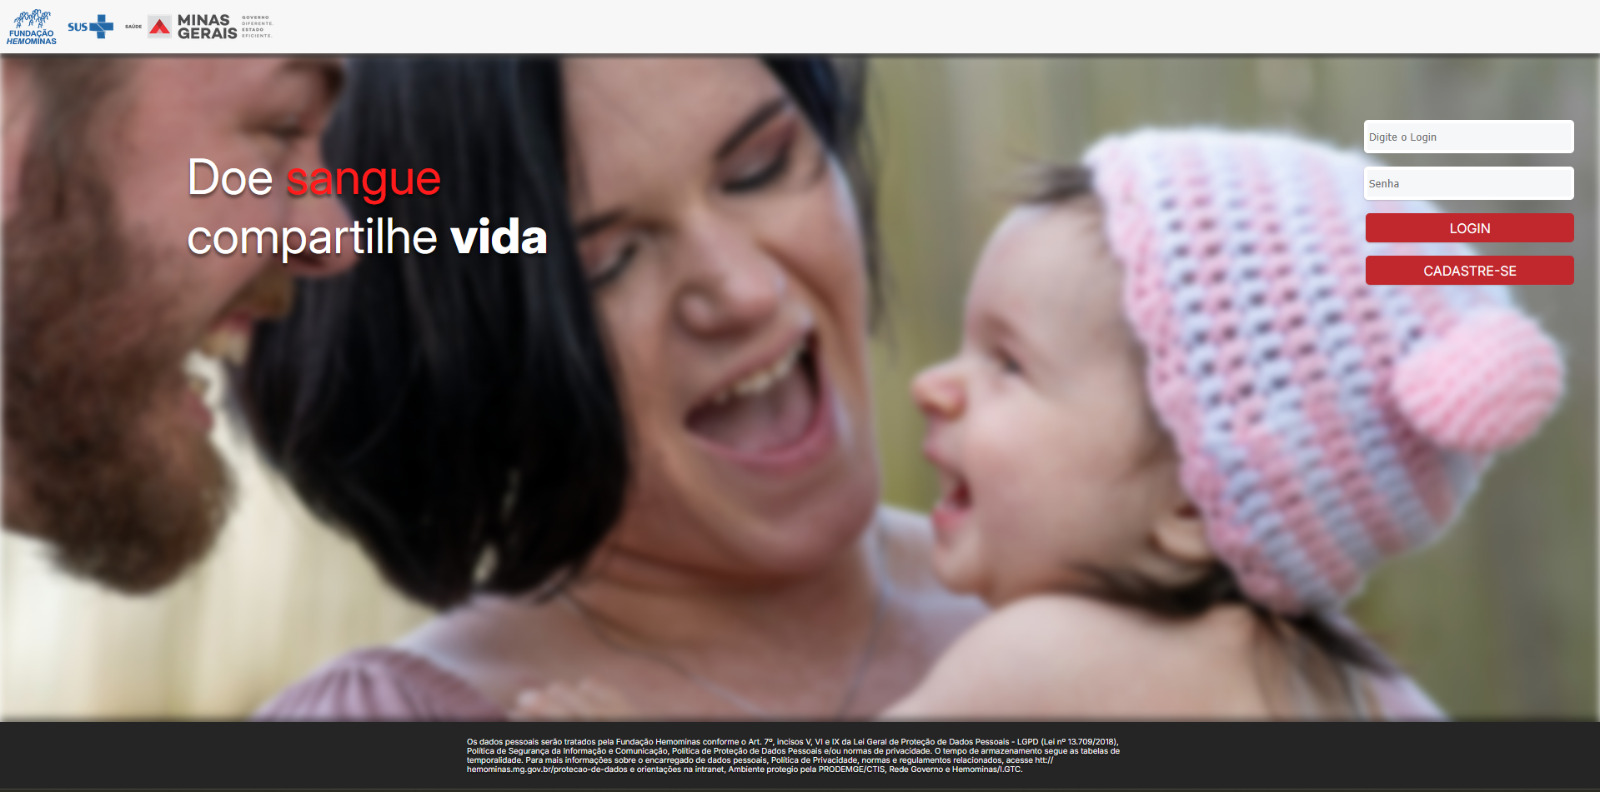 FUNDAÇÃO
HEMOMINAS
SUS
SAÚDE
MINAS
GERAIS
GOVERNO
DIFERENTE.
ESTADO
EFICIENTE.
Doe sangue
compartilhe vida
Digite o Login
Senha
LOGIN
CADASTRE-SE
Os dados pessoais serão tratados pela Fundação Hemominas conforme o Art. 7º, incisos V, VI e IX da Lei Geral de Proteção de Dados Pessoais - LGPD (Lei nº 13.709/2018),
Política de Segurança da Informação e Comunicação, Política de Proteção de Dados Pessoais e/ou normas de privacidade. O tempo de armazenamento segue as tabelas de
temporalidade. Para mais informações sobre o encarregado de dados pessoais, Política de Privacidade, normas e regulamentos relacionados, acesse htt://
hemominas.mg.gov.br/protecao-de-dados e orientações na intranet, Ambiente protegio pela PRODEMGE/CTIS, Rede Governo e Hemominas/I.GTC.